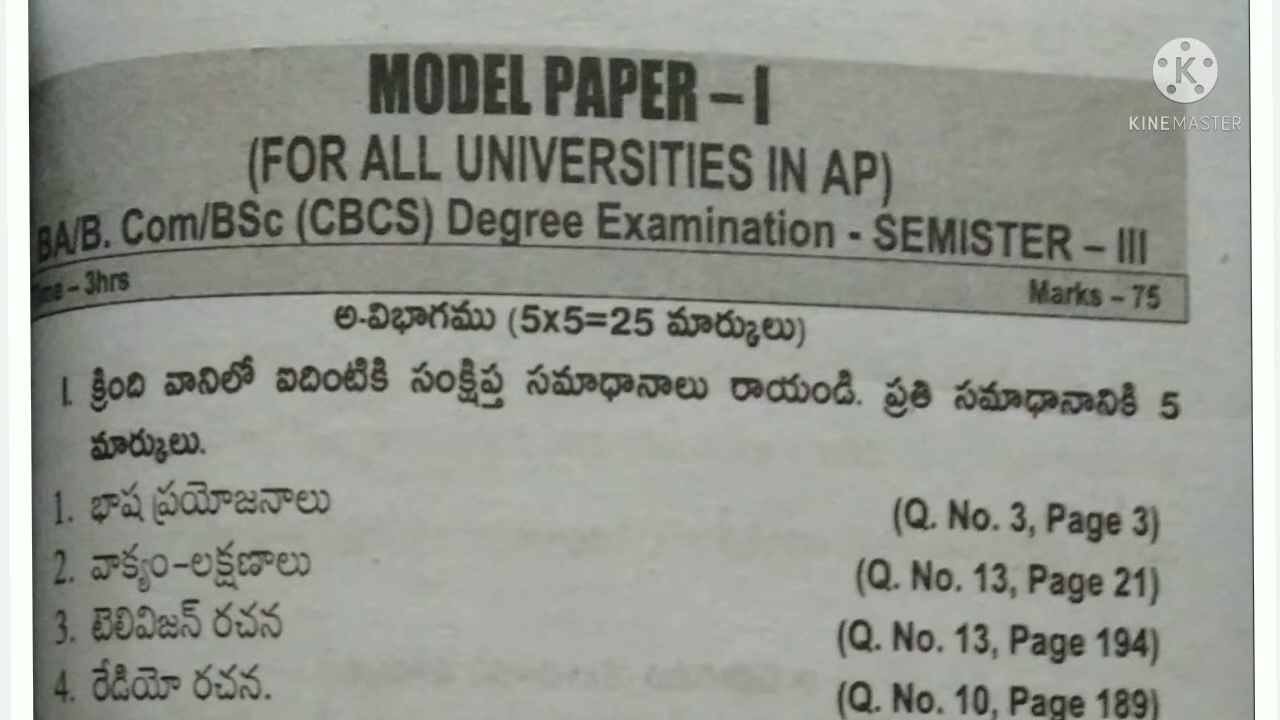 MODEL PAPER – I
KINEMASTER
(FOR ALL UNIVERSITIES IN AP)
BA/B. Com/BSc (CBCS) Degree Examination - SEMISTER – III
– 3hrs Marks – 75
అ-విభాగము (5x5=25 మార్కులు)
I. క్రింది వానిలో ఐదింటికి సంక్షిప్త సమాధానాలు రాయండి. ప్రతి సమాధానానికి 5
మార్కులు.
1. భాష ప్రయోజనాలు (Q. No. 3, Page 3)
2. వాక్యం-లక్షణాలు (Q. No. 13, Page 21)
3. టెలివిజన్ రచన (Q. No. 13, Page 194)
4. రేడియో రచన. (Q. No. 10, Page 189)